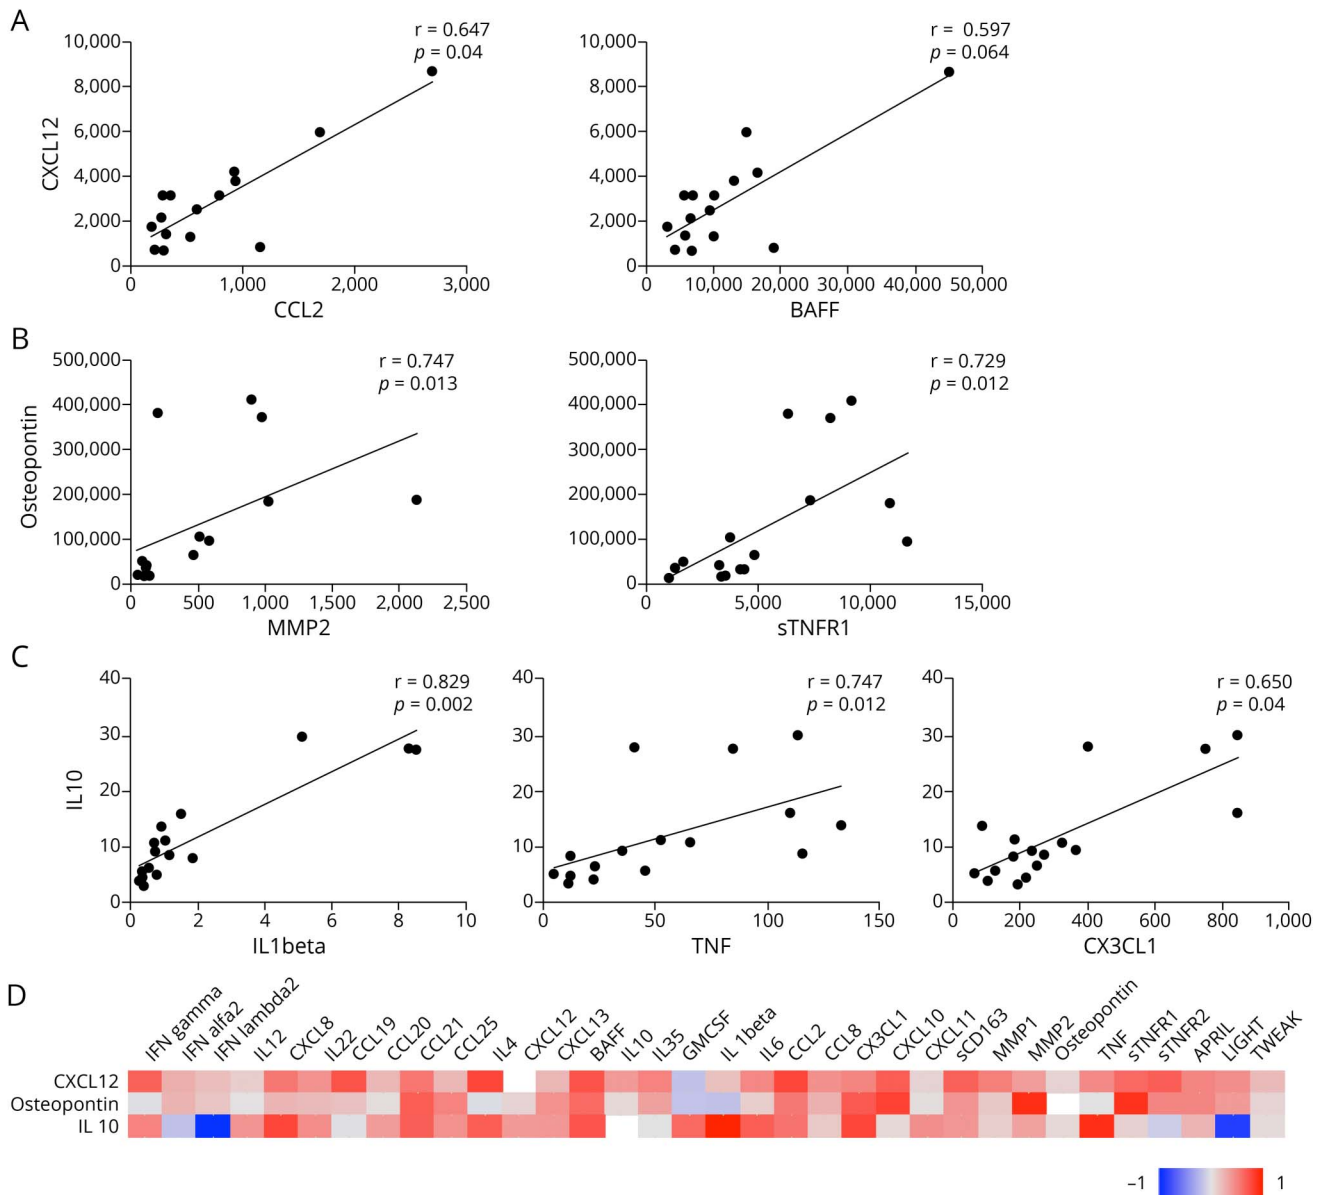 A
r = 0.647
p = 0.04
r = 0.597
p = 0.064
10,000
8,000
6,000
4,000
2,000
0
CXCL12
0 1,000 2,000 3,000
CCL2
10,000
8,000
6,000
4,000
2,000
0
0 10,000 20,000 30,000 40,000 50,000
BAFF
B
r = 0.747
p = 0.013
r = 0.729
p = 0.012
500,000
400,000
300,000
200,000
100,000
0
Osteopontin
0 500 1,000 1,500 2,000 2,500
MMP2
500,000
400,000
300,000
200,000
100,000
0
0 5,000 10,000 15,000
sTNFR1
C
r = 0.829
p = 0.002
r = 0.747
p = 0.012
r = 0.650
p = 0.04
40
30
20
10
0
IL10
0 2 4 6 8 10
IL1beta
40
30
20
10
0
0 50 100 150
TNF
40
30
20
10
0
0 200 400 600 800 1,000
CX3CL1
D
IFN gamma
IFN alfa2
IFN lambda2
IL12
CXCL8
IL22
CCL19
CCL20
CCL21
CCL25
IL4
CXCL12
CXCL13
BAFF
IL10
IL35
GMCSF
IL 1beta
IL6
CCL2
CCL8
CX3CL1
CXCL10
CXCL11
sCD163
MMP1
MMP2
Osteopontin
TNF
sTNFR1
sTNFR2
APRIL
LIGHT
TWEAK
CXCL12
Osteopontin
IL 10
−1 1